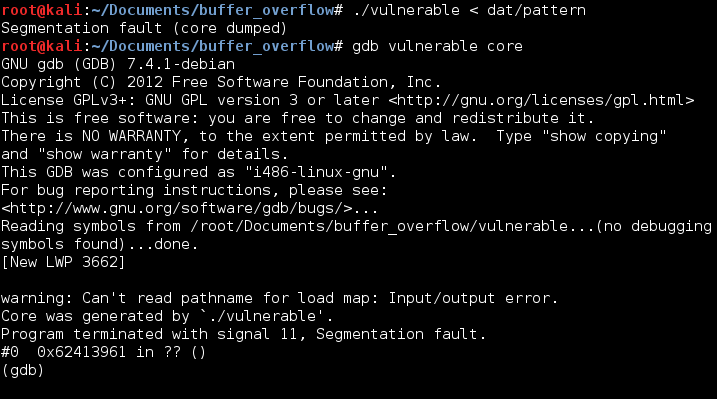 root@kali:~/Documents/buffer_overflow# ./vulnerable < dat/pattern
Segmentation fault (core dumped)
root@kali:~/Documents/buffer_overflow# gdb vulnerable core
GNU gdb (GDB) 7.4.1-debian
Copyright (C) 2012 Free Software Foundation, Inc.
License GPLv3+: GNU GPL version 3 or later <http://gnu.org/licenses/gpl.html>
This is free software: you are free to change and redistribute it.
There is NO WARRANTY, to the extent permitted by law.  Type "show copying"
and "show warranty" for details.
This GDB was configured as "i486-linux-gnu".
For bug reporting instructions, please see:
<http://www.gnu.org/software/gdb/bugs/>...
Reading symbols from /root/Documents/buffer_overflow/vulnerable...(no debugging
symbols found)...done.
[New LWP 3662]
warning: Can't read pathname for load map: Input/output error.
Core was generated by `./vulnerable'.
Program terminated with signal 11, Segmentation fault.
#0  0x62413961 in ?? ()
(gdb)